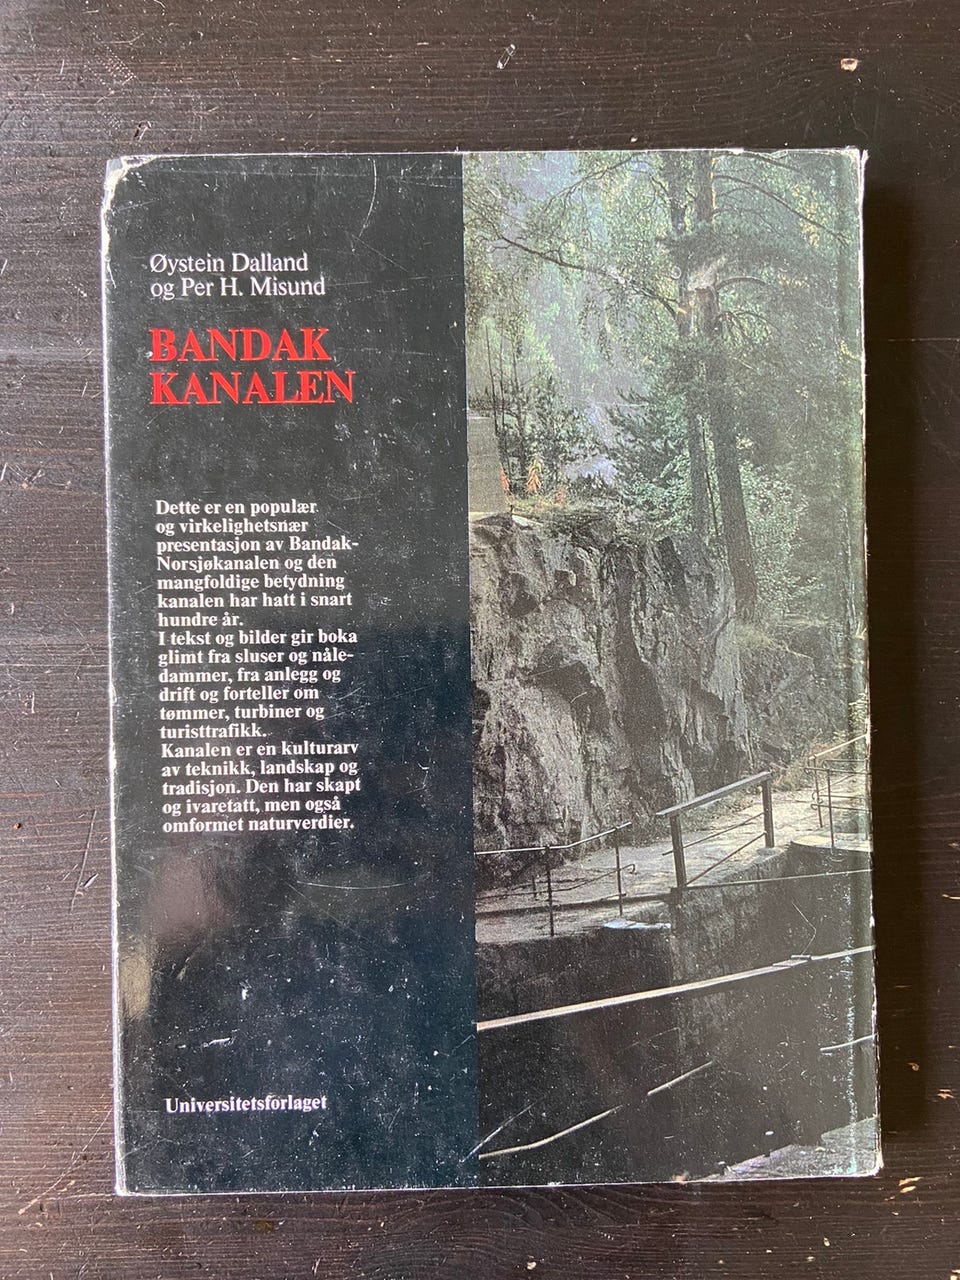 Øystein Dalland
og Per H. Misund
BANDAK
KANALEN
Dette er en populær
og virkelighetsnær
presentasjon av Bandak-
Norsjøkanalen og den
mangfoldige betydning
kanalen har hatt i snart
hundre år.
I tekst og bilder gir boka
glimt fra sluser og nåle-
dammer, fra anlegg og
drift og forteller om
tømmer, turbiner og
turisttrafikk.
Kanalen er en kulturarv
av teknikk, landskap og
tradisjon. Den har skapt
og ivaretatt, men også
omformet naturverdier.
Universitetsforlaget